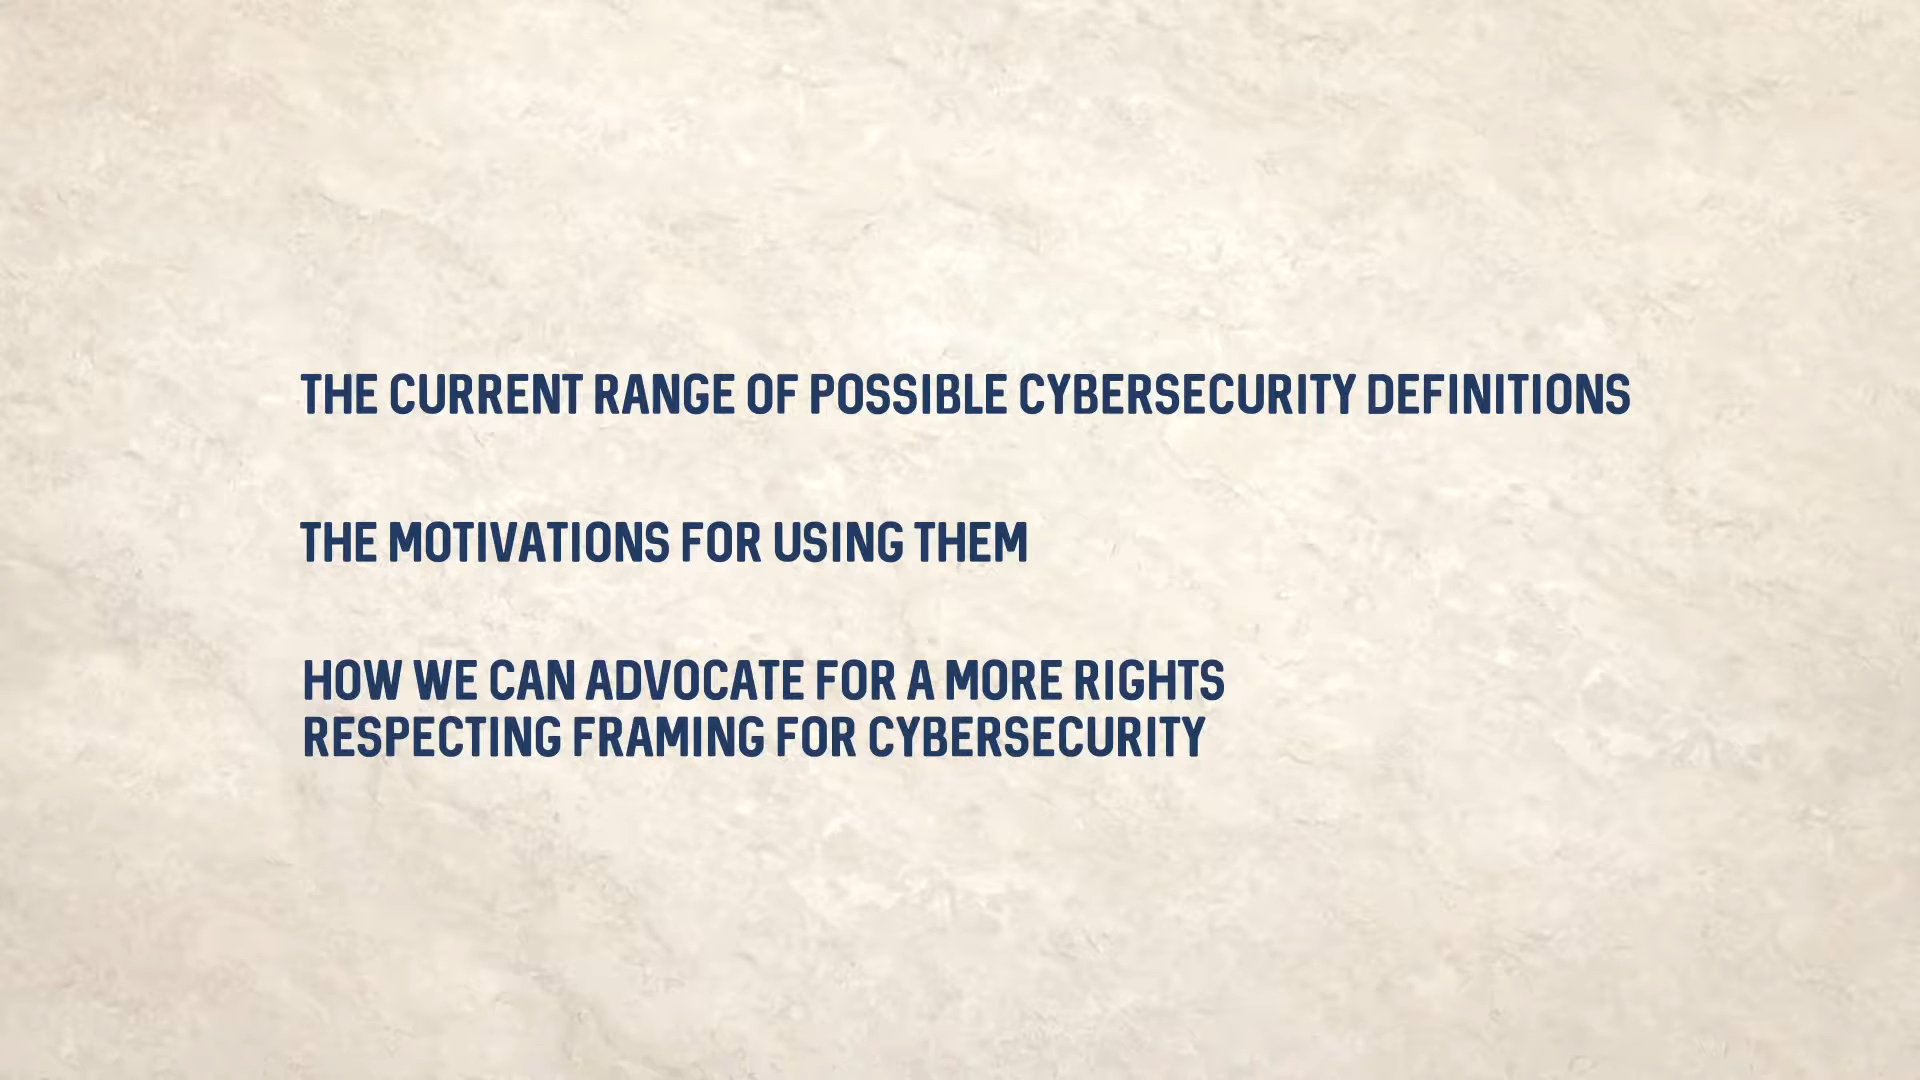 THE CURRENT RANGE OF POSSIBLE CYBERSECURITY DEFINITIONS
THE MOTIVATIONS FOR USING THEM
HOW WE CAN ADVOCATE FOR A MORE RIGHTS
RESPECTING FRAMING FOR CYBERSECURITY